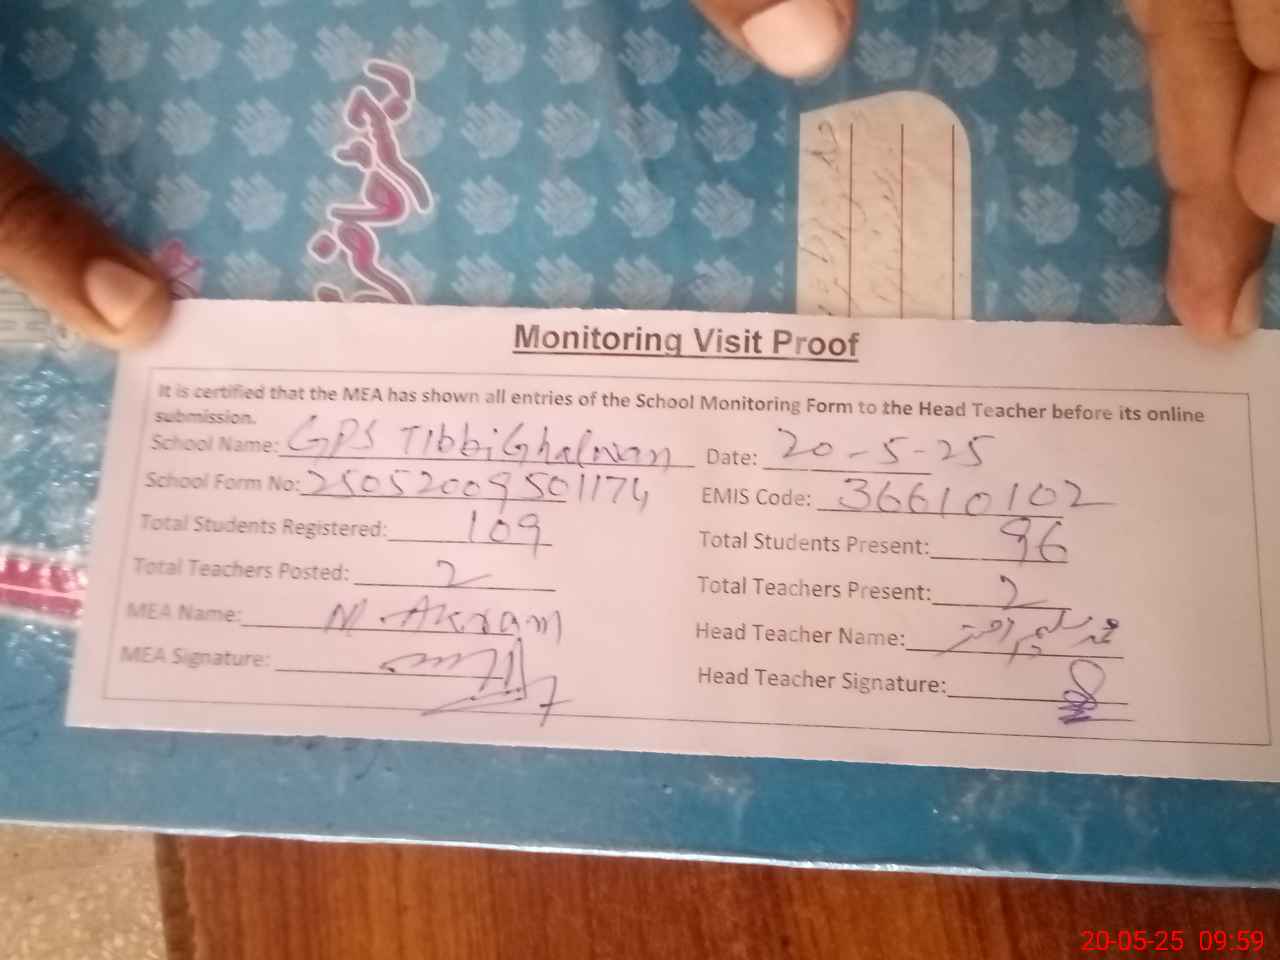 رجسٹر حاضری
Monitoring Visit Proof
It is certified that the MEA has shown all entries of the School Monitoring Form to the Head Teacher before its online
submission.
School Name: GPS Tibbi Ghalwan Date: 20-5-25
School Form No: 25052009501174 EMIS Code: 36610102
Total Students Registered: 109 Total Students Present: 96
Total Teachers Posted: 2 Total Teachers Present: 2
MEA Name: M. Akram Head Teacher Name:
MEA Signature: Head Teacher Signature:
20-05-25 09:59